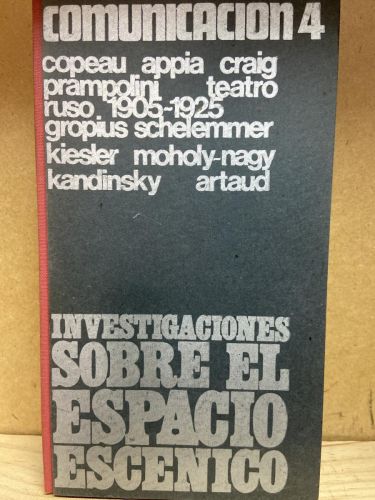 comunicacion 4
copeau appia craig
prampolini teatro
ruso 1905-1925
gropius schelemmer
kiesler moholy-nagy
kandinsky artaud
INVESTIGACIONES
SOBRE EL
ESPACIO
ESCENICO